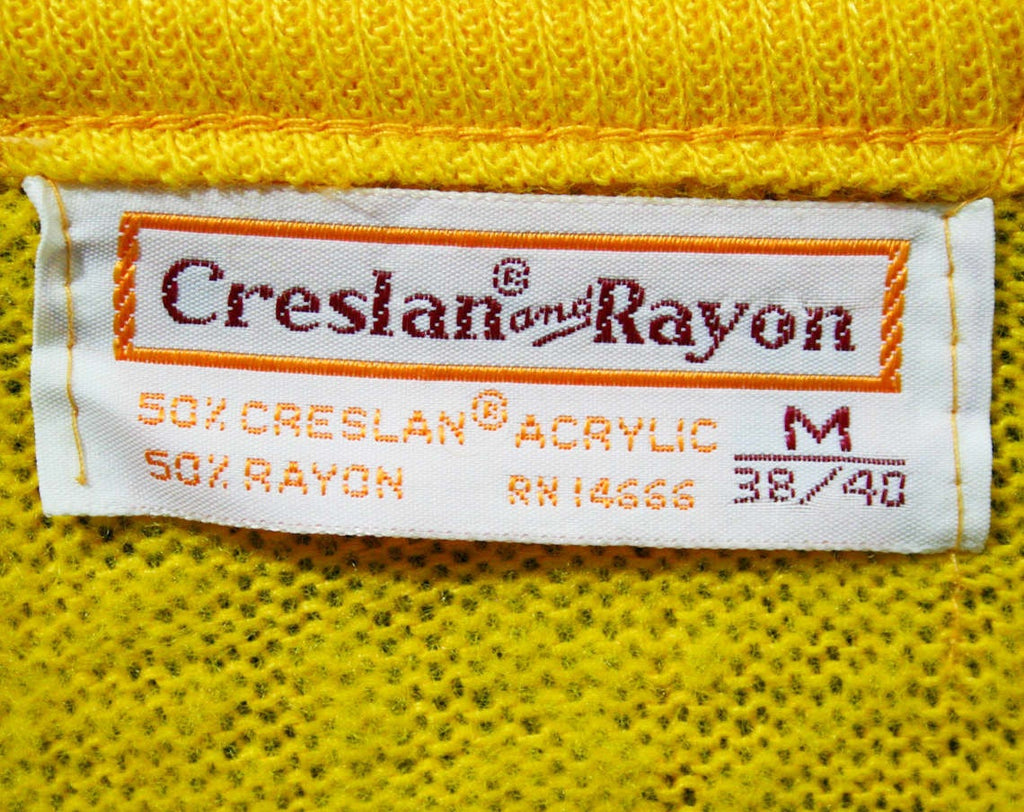 Creslan® and Rayon
50% CRESLAN® ACRYLIC
50% RAYON RN 14666
M
38/40